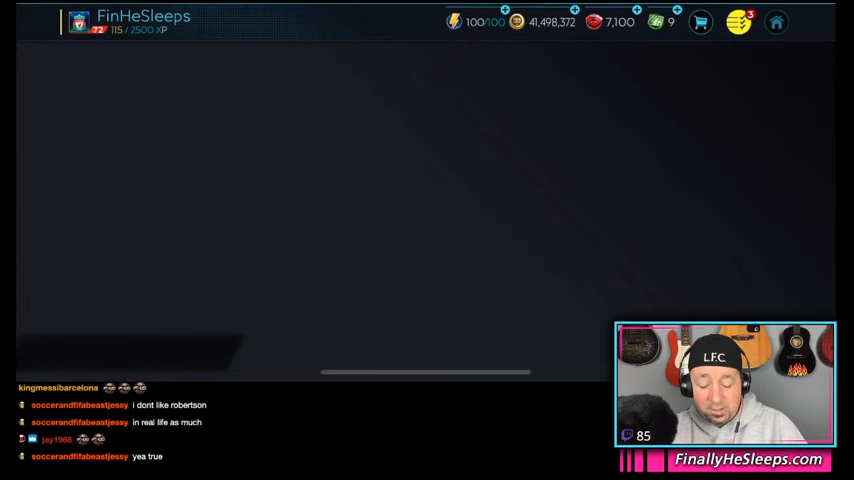 FinHeSleeps
72 115 / 2500 XP
100/100 41,498,372 7,100 9 3
kingmessibarcelona
soccerandfifabeastjessy i dont like robertson
soccerandfifabeastjessy in real life as much
jay1968
soccerandfifabeastjessy yea true
L.F.C.
85
FinallyHeSleeps.com